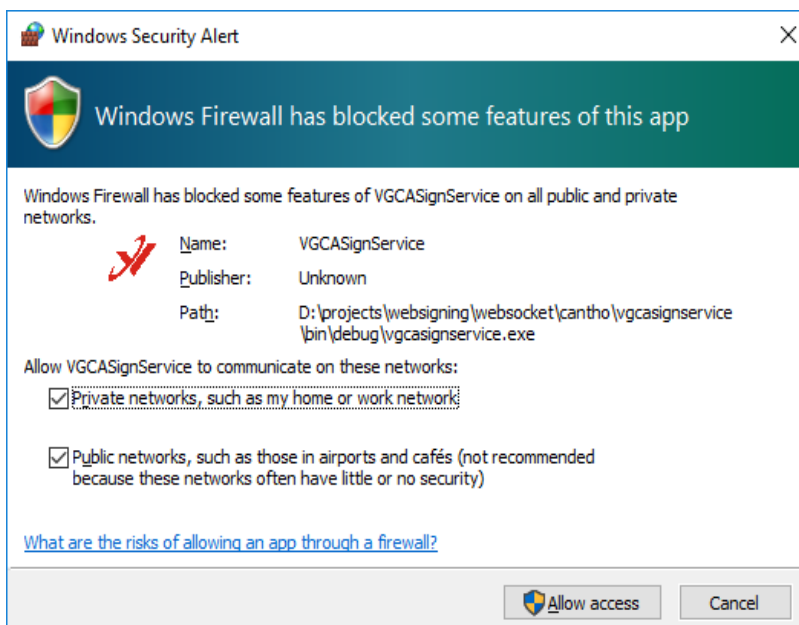 Windows Security Alert
Windows Firewall has blocked some features of this app
Windows Firewall has blocked some features of VGCASignService on all public and private
networks.
Name: VGCASignService
Publisher: Unknown
Path: D:\projects\websigning\websocket\cantho\vgcasignservice
\bin\debug\vgcasignservice.exe
Allow VGCASignService to communicate on these networks:
Private networks, such as my home or work network
Public networks, such as those in airports and cafés (not recommended
because these networks often have little or no security)
What are the risks of allowing an app through a firewall?
Allow access Cancel